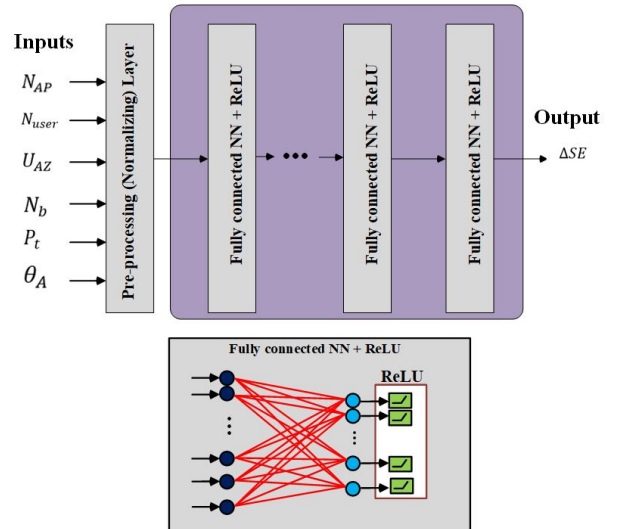 Inputs
N_AP
N_user
U_AZ
N_b
P_t
θ_A
Pre-processing (Normalizing) Layer
Fully connected NN + ReLU
Fully connected NN + ReLU
Fully connected NN + ReLU
Output
ΔSE
Fully connected NN + ReLU
ReLU